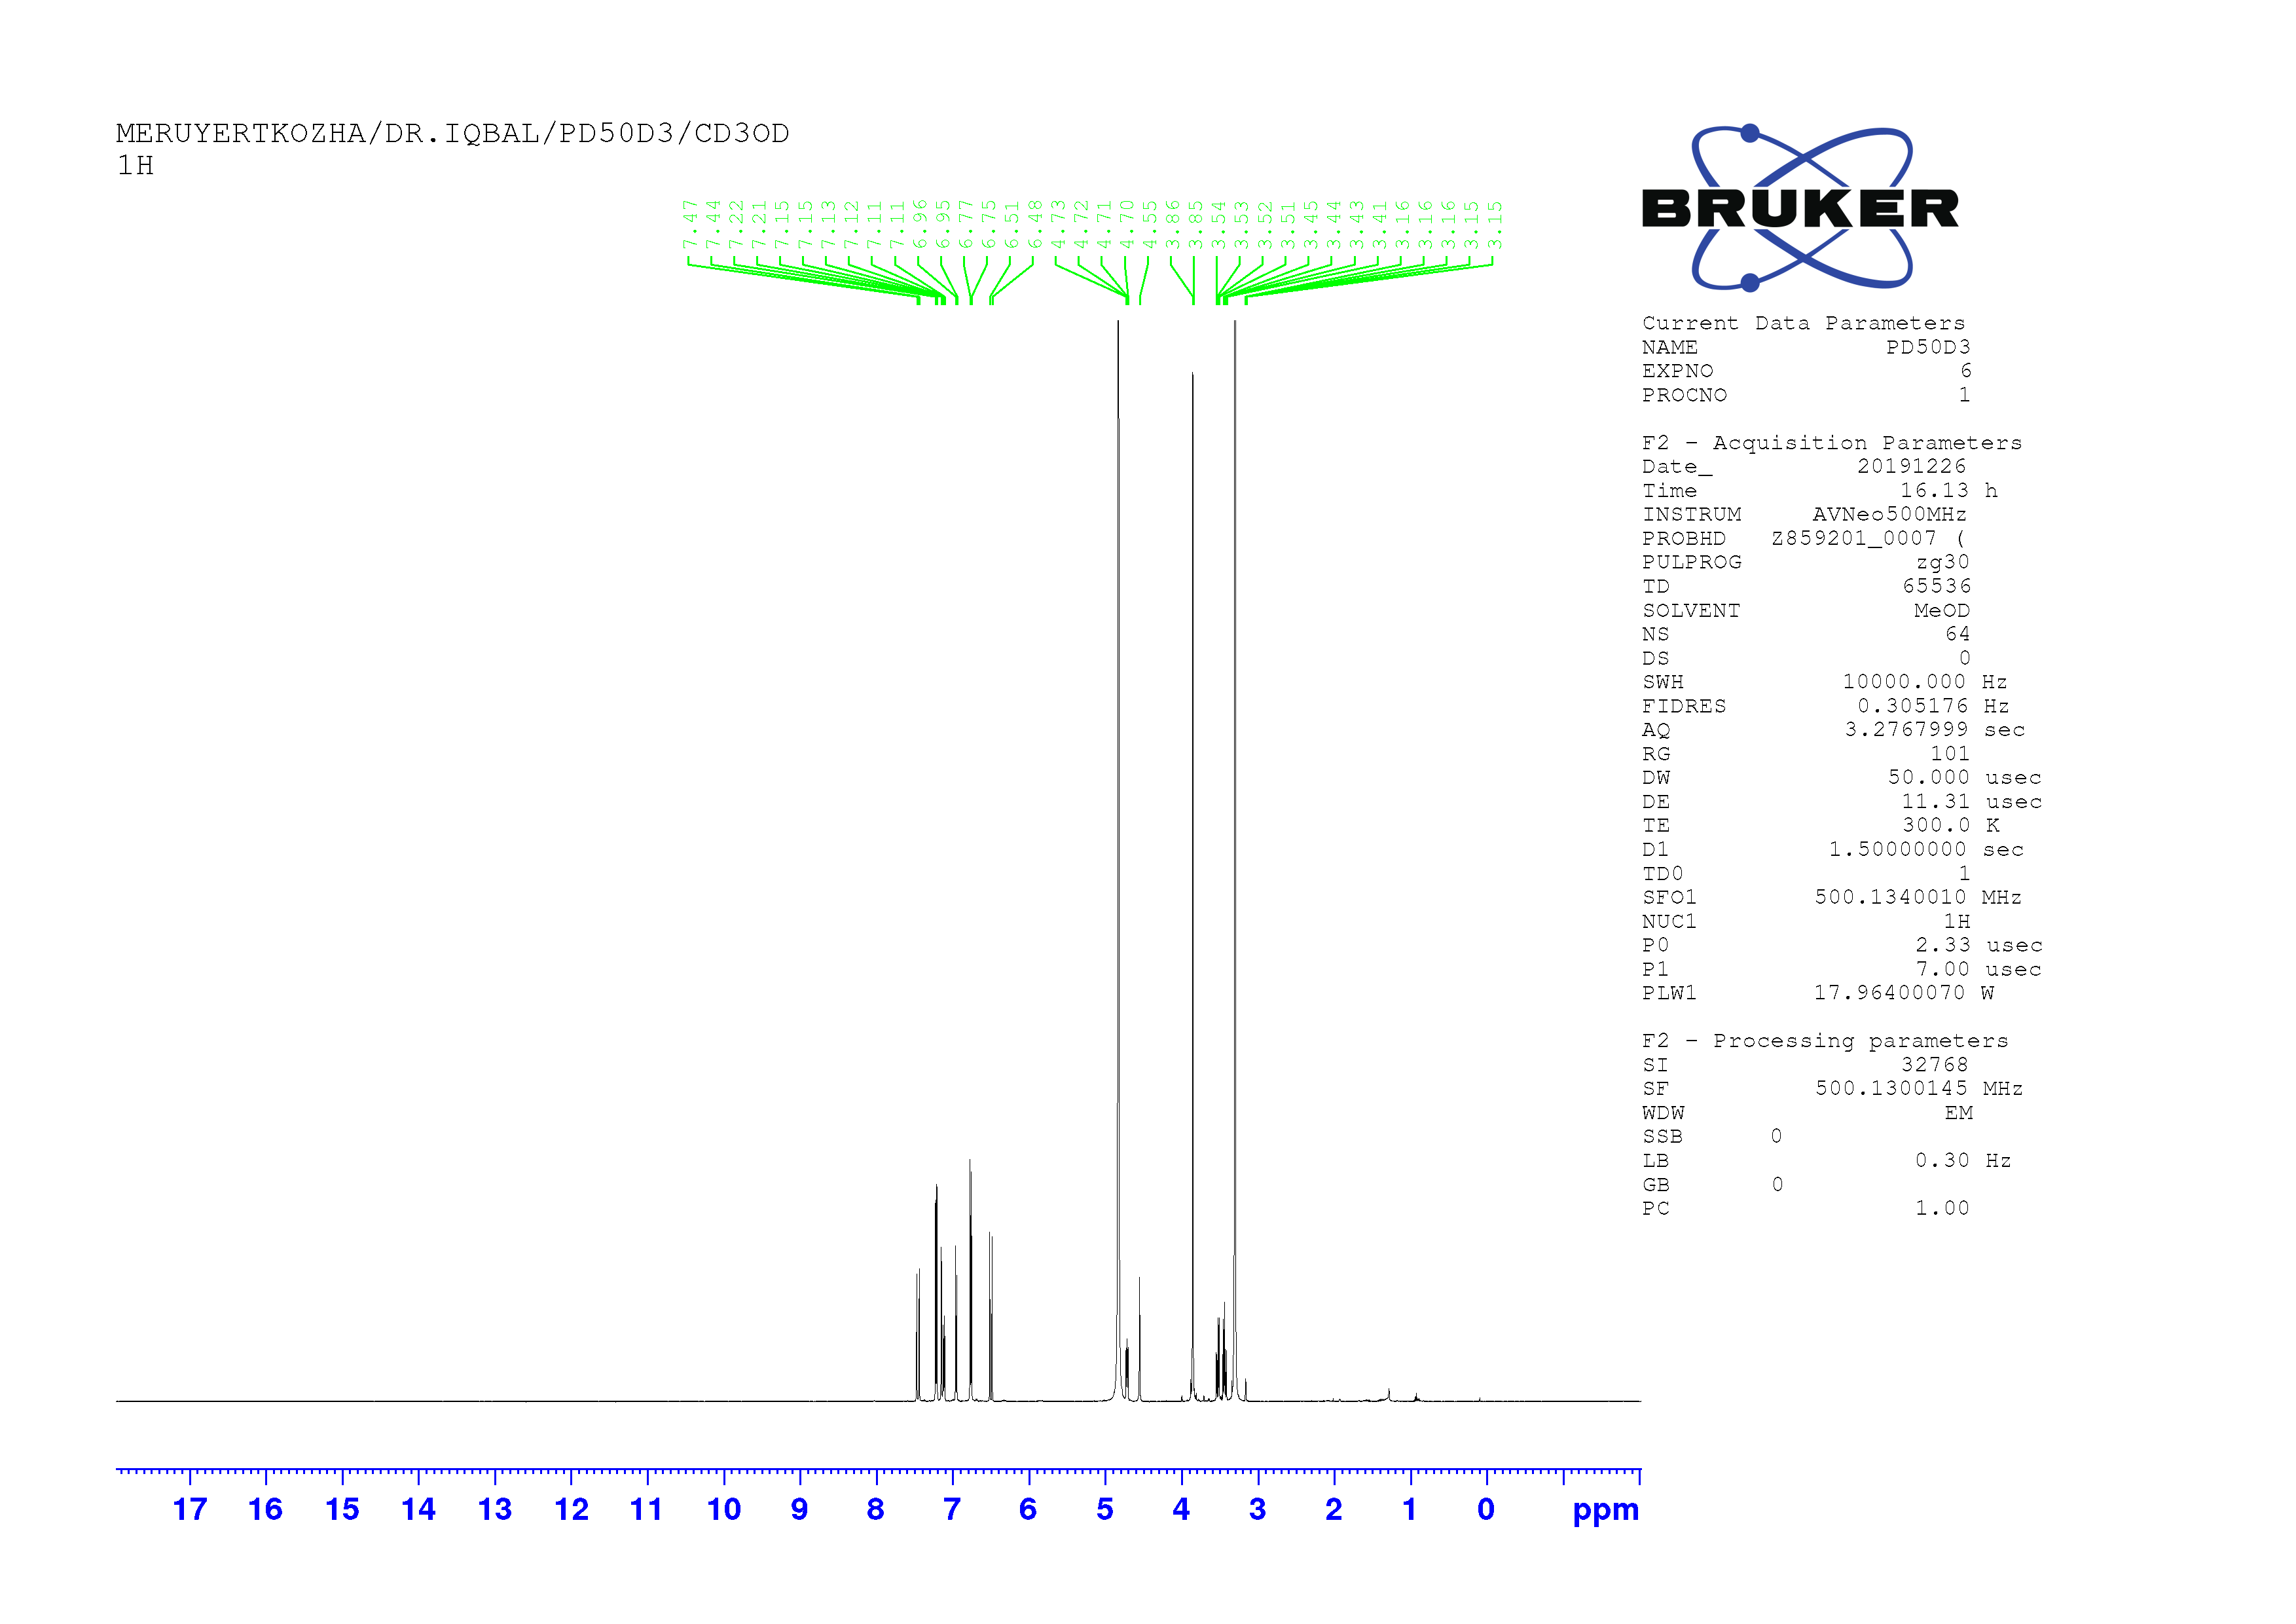 MERUYERTKOZHA/DR.IQBAL/PD50D3/CD3OD
1H
7.47 7.44 7.22 7.21 7.15 7.15 7.13 7.12 7.11 7.11 6.96 6.95 6.77 6.75 6.51 6.48 4.73 4.72 4.71 4.70 4.55 3.86 3.85 3.54 3.53 3.52 3.51 3.45 3.44 3.43 3.41 3.16 3.16 3.16 3.15 3.15
BRUKER
Current Data Parameters
NAME PD50D3
EXPNO 6
PROCNO 1
F2 - Acquisition Parameters
Date_ 20191226
Time 16.13 h
INSTRUM AVNeo500MHz
PROBHD Z859201_0007 (
PULPROG zg30
TD 65536
SOLVENT MeOD
NS 64
DS 0
SWH 10000.000 Hz
FIDRES 0.305176 Hz
AQ 3.2767999 sec
RG 101
DW 50.000 usec
DE 11.31 usec
TE 300.0 K
D1 1.50000000 sec
TD0 1
SFO1 500.1340010 MHz
NUC1 1H
P0 2.33 usec
P1 7.00 usec
PLW1 17.96400070 W
F2 - Processing parameters
SI 32768
SF 500.1300145 MHz
WDW EM
SSB 0
LB 0.30 Hz
GB 0
PC 1.00
17 16 15 14 13 12 11 10 9 8 7 6 5 4 3 2 1 0 ppm